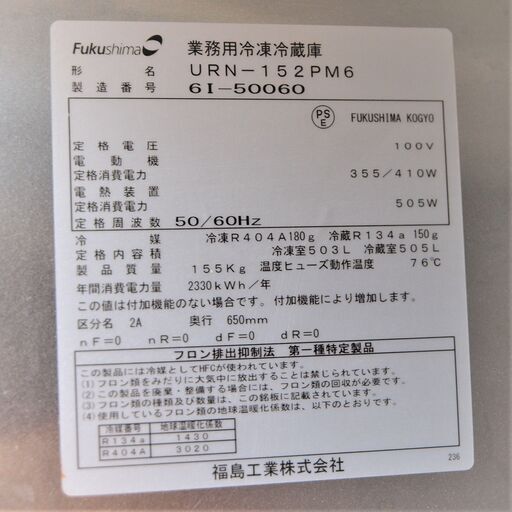 Fukushima 業務用冷凍冷蔵庫
形名 URN-152PM6
製造番号 6I-50060
PSE FUKUSHIMA KOGYO
定格電圧 100V
電動機
定格消費電力 355/410W
電熱装置
定格消費電力 505W
定格周波数 50/60Hz
冷媒 冷凍R404A180g 冷蔵R134a 150g
定格内容積 冷凍室503L 冷蔵室505L
製品質量 155Kg 温度ヒューズ動作温度 76℃
年間消費電力量 2330kWh/年
この値は付加機能のない場合です。付加機能により増加します。
区分名 2A 奥行 650mm
nF=0 nR=0 dF=0 dR=0
フロン排出抑制法 第一種特定製品
この製品には冷媒としてHFCが使われています。
(1)フロン類をみだりに大気中に放出することは禁じられています。
(2)この製品を廃棄・整備する場合には、フロン類の回収が必要です。
(3)フロン類の種類及び数量は、この銘板に記載されています。
(4)使用しているフロン類の地球温暖化係数は、以下のとおりです。
冷媒番号 地球温暖化係数
R134a 1430
R404A 3020
福島工業株式会社
236